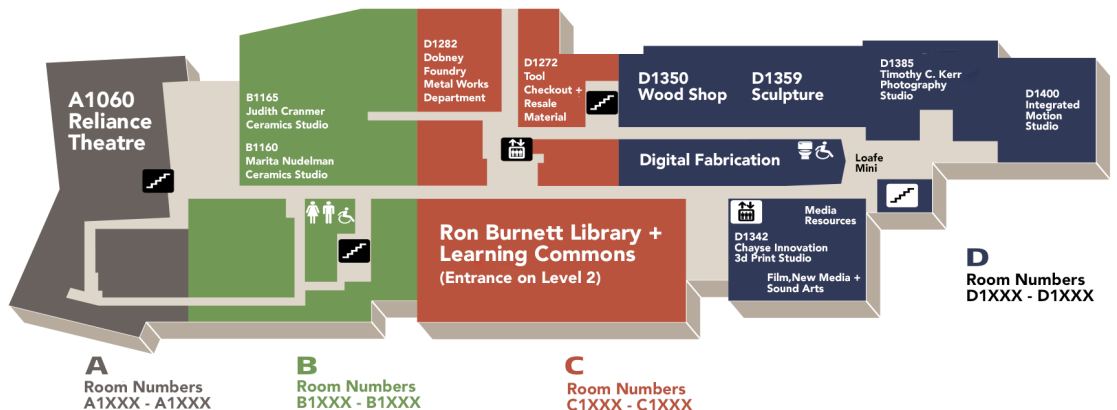 A1060
Reliance
Theatre
B1165
Judith Cranmer
Ceramics Studio
B1160
Marita Nudelman
Ceramics Studio
D1282
Dobney
Foundry
Metal Works
Department
D1272
Tool
Checkout +
Resale
Material
D1350
Wood Shop
D1359
Sculpture
D1385
Timothy C. Kerr
Photography
Studio
D1400
Integrated
Motion
Studio
Digital Fabrication
Loafe
Mini
Ron Burnett Library +
Learning Commons
(Entrance on Level 2)
Media
Resources
D1342
Chayse Innovation
3d Print Studio
Film,New Media +
Sound Arts
D
Room Numbers
D1XXX - D1XXX
A
Room Numbers
A1XXX - A1XXX
B
Room Numbers
B1XXX - B1XXX
C
Room Numbers
C1XXX - C1XXX